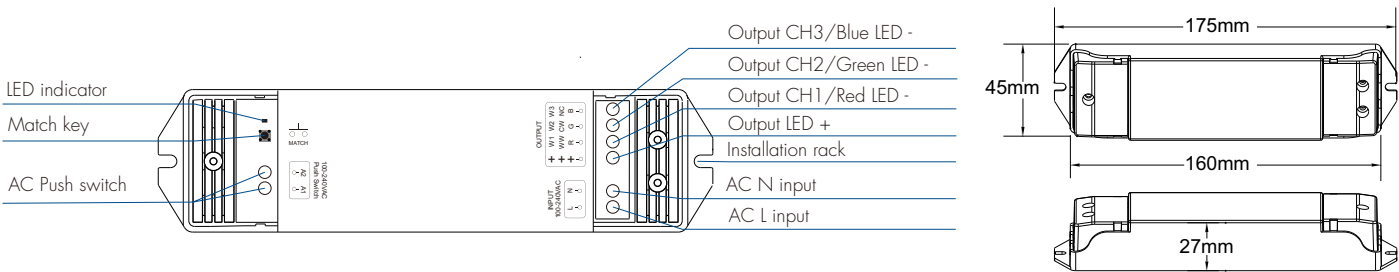 LED indicator
Match key
AC Push switch
MATCH
100-240VAC
Push Switch
A2
A1
OUTPUT
W3 NC B
W2 CW G
W1 WW R
+ + +
INPUT
100-240VAC
N
L
Output CH3/Blue LED -
Output CH2/Green LED -
Output CH1/Red LED -
Output LED +
Installation rack
AC N input
AC L input
175mm
45mm
160mm
27mm